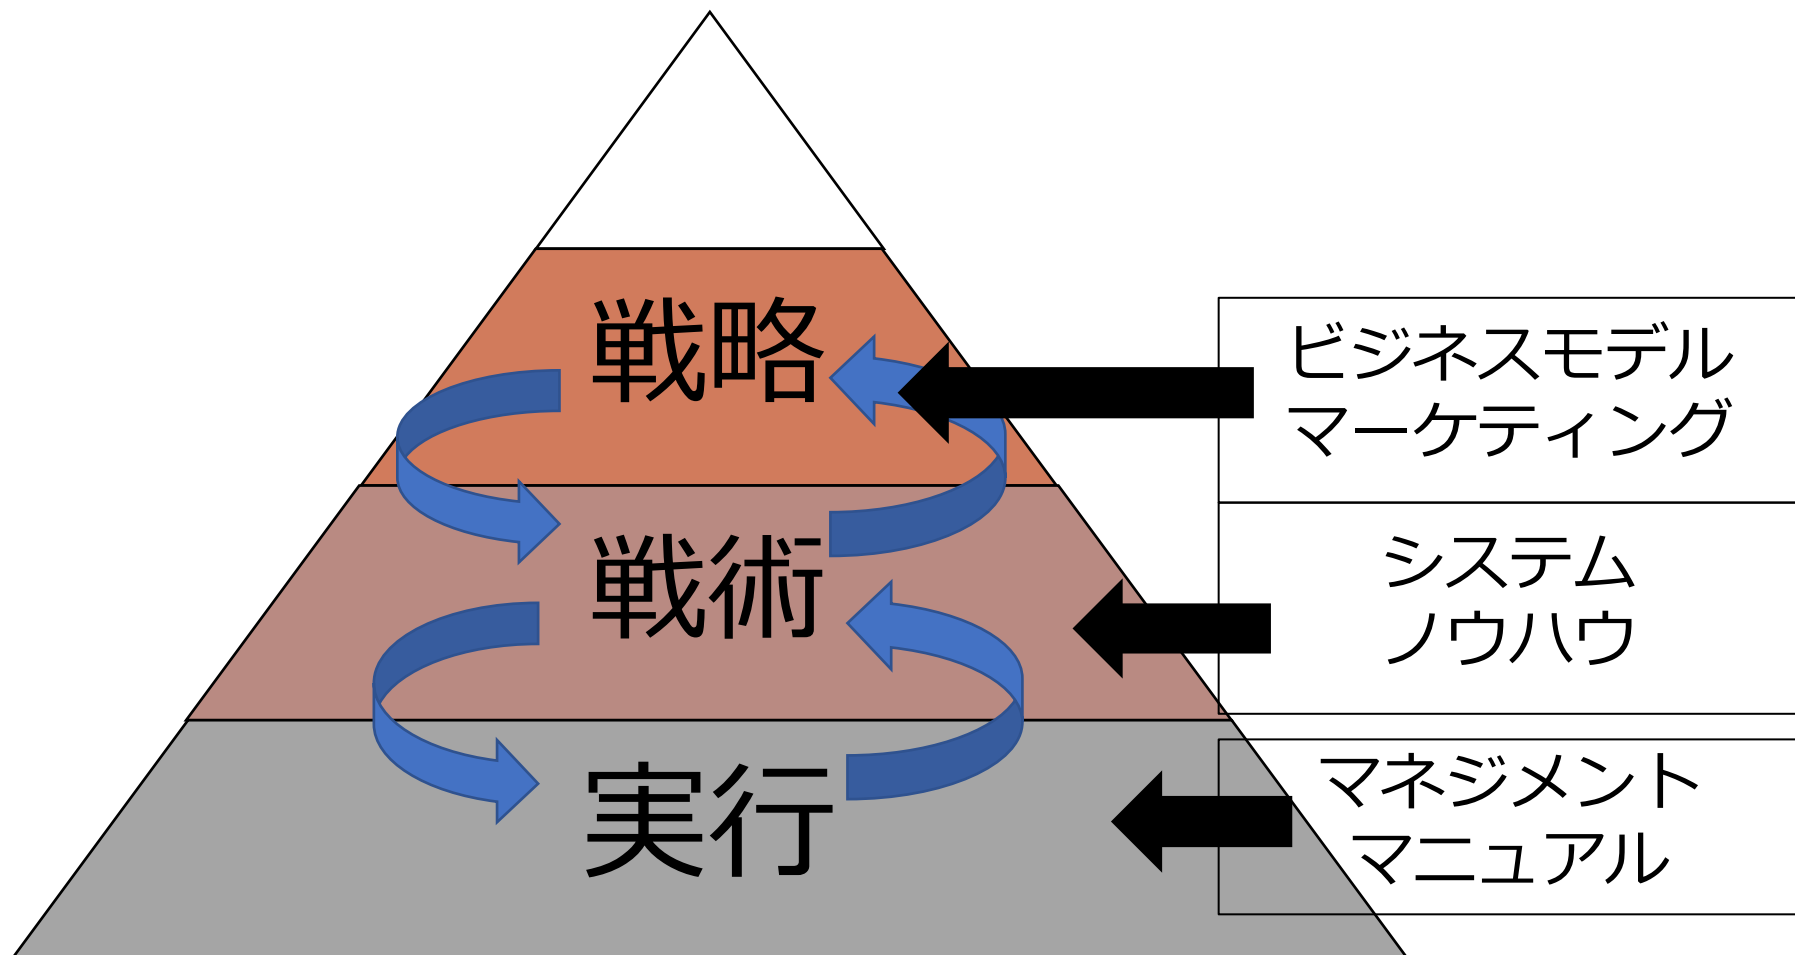 戦略
ビジネスモデル
マーケティング
戦術
システム
ノウハウ
実行
マネジメント
マニュアル